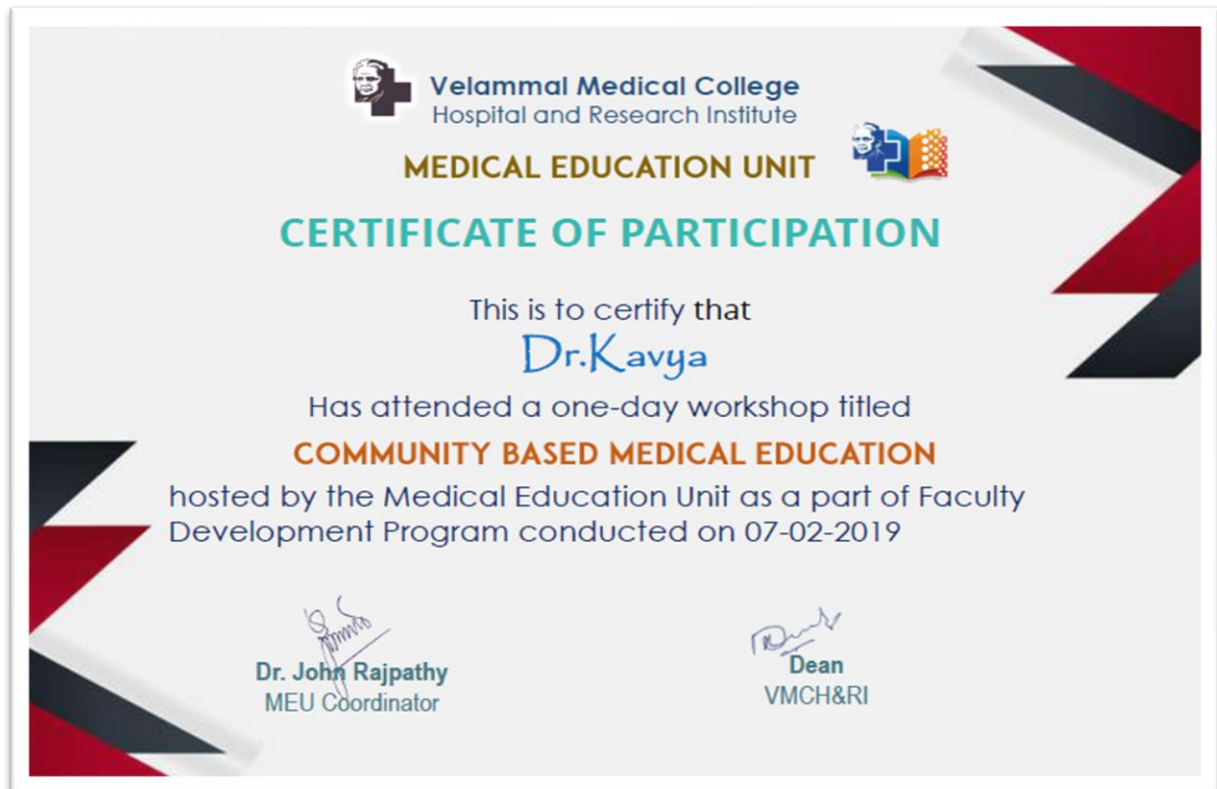 Velammal Medical College
Hospital and Research Institute
MEDICAL EDUCATION UNIT
CERTIFICATE OF PARTICIPATION
This is to certify that
Dr.Kavya
Has attended a one-day workshop titled
COMMUNITY BASED MEDICAL EDUCATION
hosted by the Medical Education Unit as a part of Faculty
Development Program conducted on 07-02-2019
Dr. John Rajpathy
MEU Coordinator
Dean
VMCH&RI